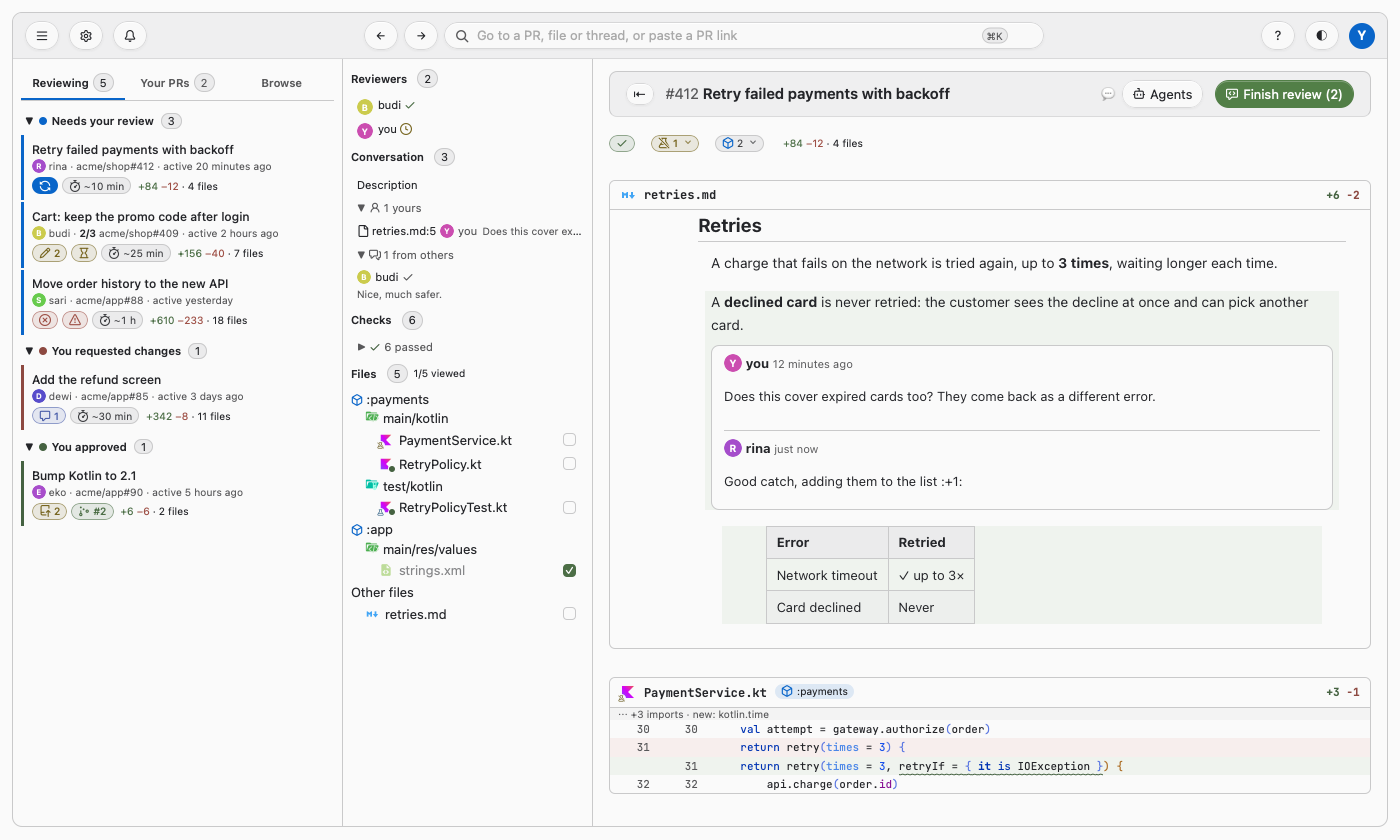 Go to a PR, file or thread, or paste a PR link
⌘K
?
Y
Reviewing 5
Your PRs 2
Browse
Needs your review 3
Retry failed payments with backoff
R rina · acme/shop#412 · active 20 minutes ago
~10 min +84 −12 · 4 files
Cart: keep the promo code after login
B budi · 2/3 acme/shop#409 · active 2 hours ago
2 ~25 min +156 −40 · 7 files
Move order history to the new API
S sari · acme/app#88 · active yesterday
~1 h +610 −233 · 18 files
You requested changes 1
Add the refund screen
D dewi · acme/app#85 · active 3 days ago
1 ~30 min +342 −8 · 11 files
You approved 1
Bump Kotlin to 2.1
E eko · acme/app#90 · active 5 hours ago
2 #2 +6 −6 · 2 files
Reviewers 2
B budi ✓
Y you
Conversation 3
Description
1 yours
retries.md:5 Y you Does this cover ex...
1 from others
B budi ✓
Nice, much safer.
Checks 6
✓ 6 passed
Files 5 1/5 viewed
:payments
main/kotlin
PaymentService.kt
RetryPolicy.kt
test/kotlin
RetryPolicyTest.kt
:app
main/res/values
strings.xml
Other files
retries.md
#412 Retry failed payments with backoff
Agents
Finish review (2)
✓ 1 2 +84 −12 · 4 files
retries.md +6 -2
Retries
A charge that fails on the network is tried again, up to 3 times, waiting longer each time.
A declined card is never retried: the customer sees the decline at once and can pick another
card.
Y you 12 minutes ago
Does this cover expired cards too? They come back as a different error.
R rina just now
Good catch, adding them to the list :+1:
Error Retried
Network timeout ✓ up to 3×
Card declined Never
PaymentService.kt :payments +3 -1
··· +3 imports · new: kotlin.time
30 30 val attempt = gateway.authorize(order)
31 return retry(times = 3) {
31 return retry(times = 3, retryIf = { it is IOException }) {
32 32 api.charge(order.id)